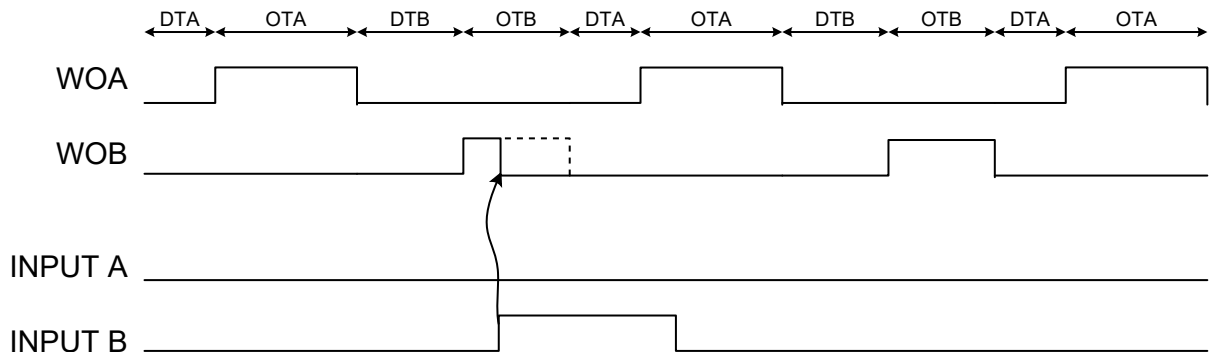 DTA OTA DTB OTB DTA OTA DTB OTB DTA OTA
WOA
WOB
INPUT A
INPUT B